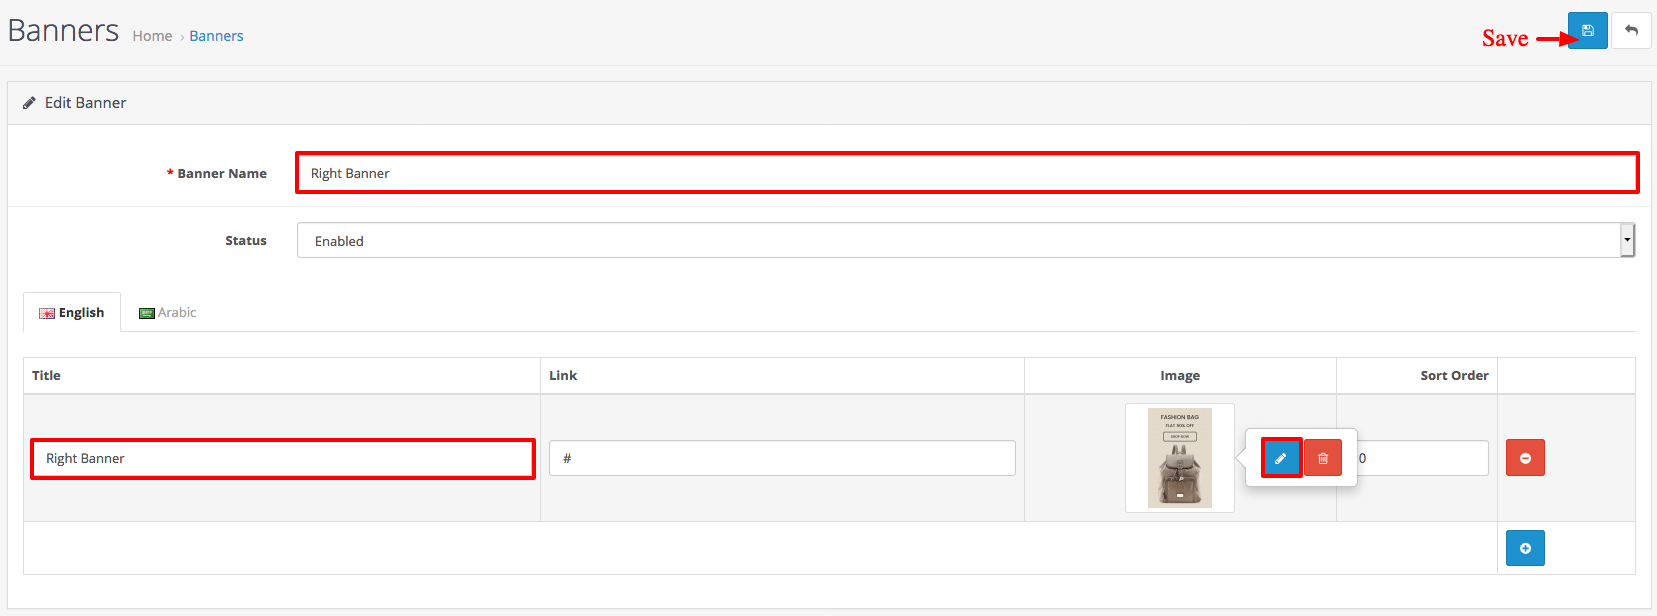 Banners Home › Banners
Save
Edit Banner
* Banner Name Right Banner
Status Enabled
English Arabic
Title Link Image Sort Order
FASHION BAG
FLAT 50% OFF
SHOP NOW
Right Banner # 0